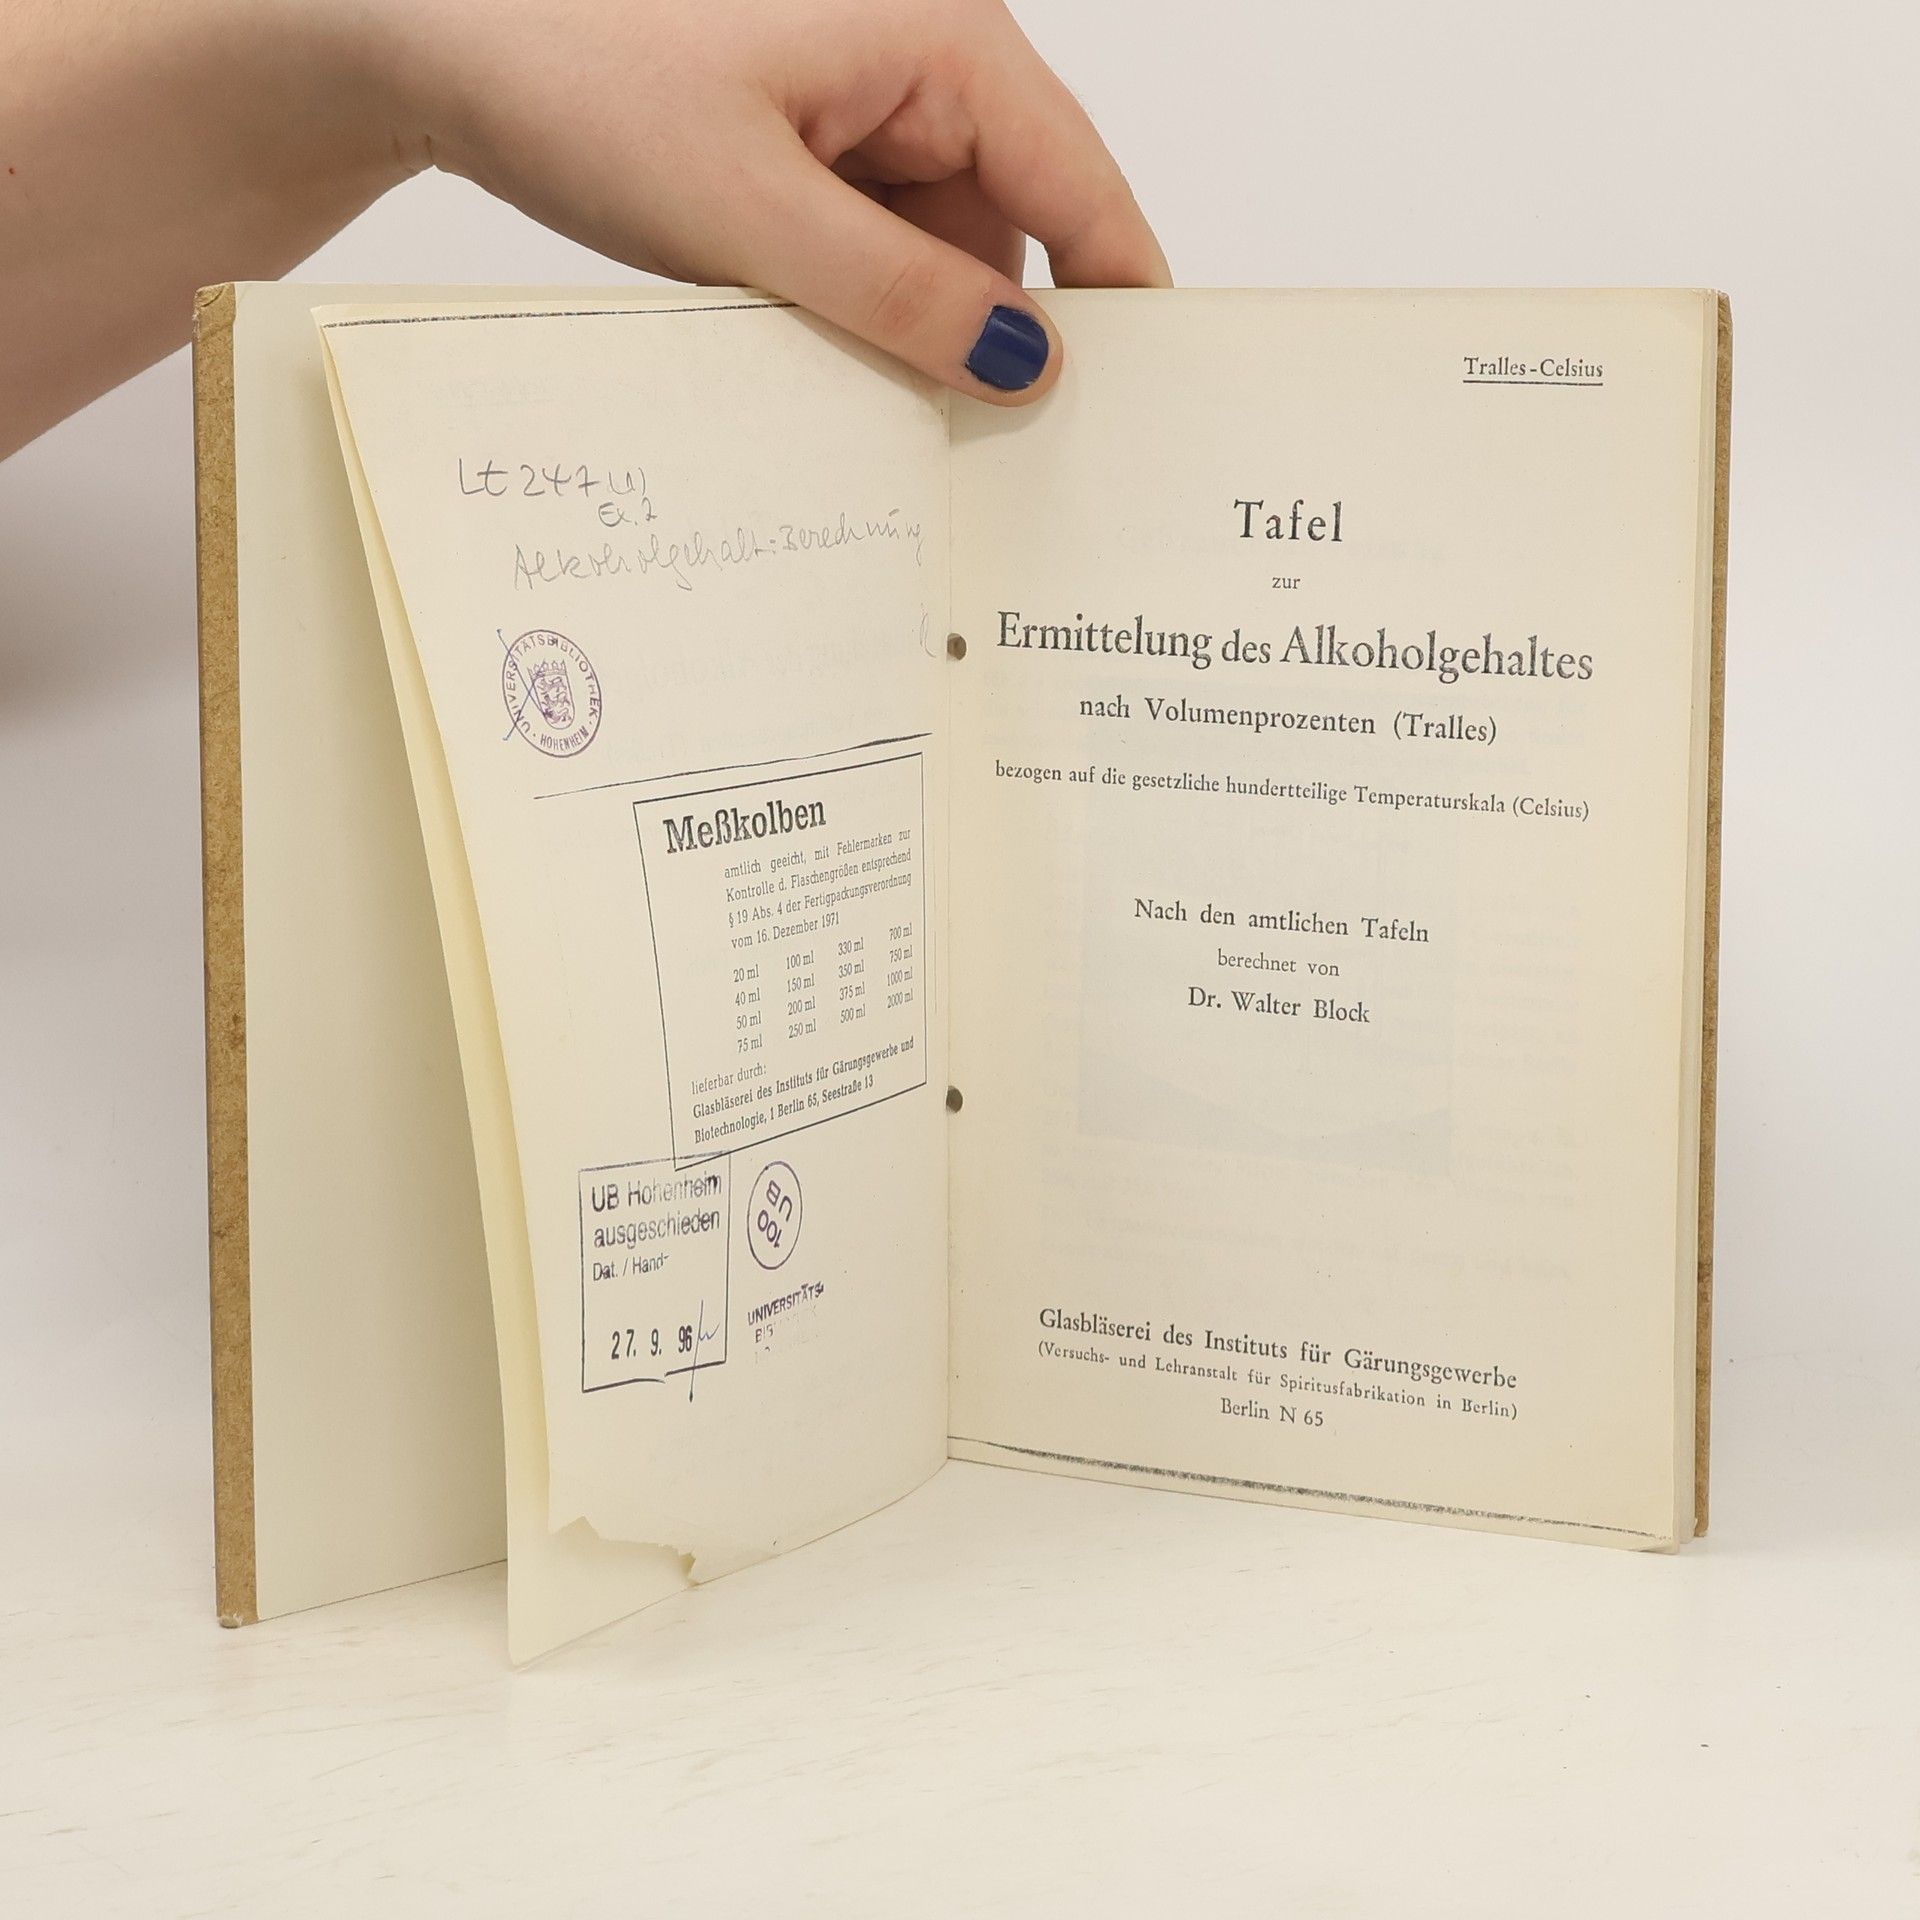 Lt 247 (1)
Ex. 2
Alkoholgehalt: Berechnung
UNIVERSITÄTSBIBLIOTHEK · HOHENHEIM ·
Meßkolben
amtlich geeicht, mit Fehlermarken zur
Kontrolle d. Flaschengrößen entsprechend
§ 19 Abs. 4 der Fertigpackungsverordnung
vom 16. Dezember 1971
20 ml 100 ml 330 ml 700 ml
40 ml 150 ml 350 ml 750 ml
50 ml 200 ml 375 ml 1000 ml
75 ml 250 ml 500 ml 2000 ml
lieferbar durch:
Glasbläserei des Instituts für Gärungsgewerbe und
Biotechnologie, 1 Berlin 65, Seestraße 13
UB Hohenheim
ausgeschieden
Dat. / Hand-
27. 9. 96
UB
100
UNIVERSITÄTS-
Tralles-Celsius
Tafel
zur
Ermittelung des Alkoholgehaltes
nach Volumenprozenten (Tralles)
bezogen auf die gesetzliche hundertteilige Temperaturskala (Celsius)
Nach den amtlichen Tafeln
berechnet von
Dr. Walter Block
Glasbläserei des Instituts für Gärungsgewerbe
(Versuchs- und Lehranstalt für Spiritusfabrikation in Berlin)
Berlin N 65